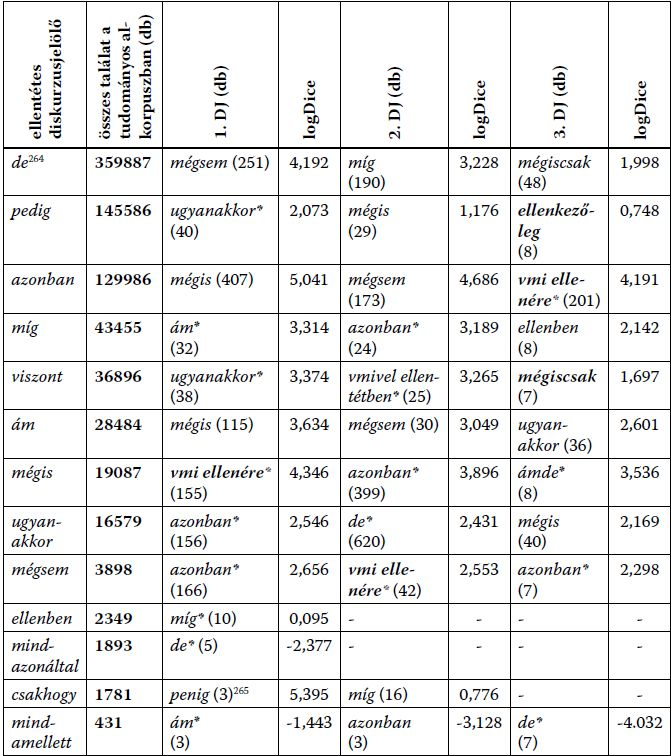 ellentétes diskurzusjelölő | összes találat a tudományos al-korpuszban (db) | 1. DJ (db) | logDice | 2. DJ (db) | logDice | 3. DJ (db) | logDice
de264 | 359887 | mégsem (251) | 4,192 | míg (190) | 3,228 | mégiscsak (48) | 1,998
pedig | 145586 | ugyanakkor* (40) | 2,073 | mégis (29) | 1,176 | ellenkező-leg (8) | 0,748
azonban | 129986 | mégis (407) | 5,041 | mégsem (173) | 4,686 | vmi elle-nére* (201) | 4,191
míg | 43455 | ám* (32) | 3,314 | azonban* (24) | 3,189 | ellenben (8) | 2,142
viszont | 36896 | ugyanakkor* (38) | 3,374 | vmivel ellen-tétben* (25) | 3,265 | mégiscsak (7) | 1,697
ám | 28484 | mégis (115) | 3,634 | mégsem (30) | 3,049 | ugyan-akkor (36) | 2,601
mégis | 19087 | vmi ellenére* (155) | 4,346 | azonban* (399) | 3,896 | ámde* (8) | 3,536
ugyan-akkor | 16579 | azonban* (156) | 2,546 | de* (620) | 2,431 | mégis (40) | 2,169
mégsem | 3898 | azonban* (166) | 2,656 | vmi elle-nére* (42) | 2,553 | azonban* (7) | 2,298
ellenben | 2349 | míg* (10) | 0,095 | - | - | - | -
mind-azonáltal | 1893 | de* (5) | -2,377 | - | - | - | -
csakhogy | 1781 | penig (3)265 | 5,395 | míg (16) | 0,776 | - | -
mind-amellett | 431 | ám* (3) | -1,443 | azonban (3) | -3,128 | de* (7) | -4.032